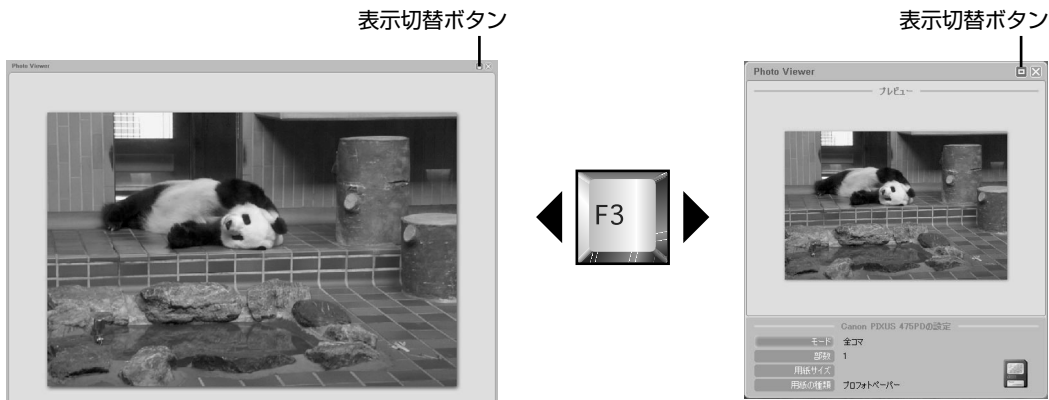 表示切替ボタン
Photo Viewer
F3
表示切替ボタン
Photo Viewer
プレビュー
Canon PIXUS 475PDの設定
モード 全コマ
部数 1
用紙サイズ
用紙の種類 プロフォトペーパー